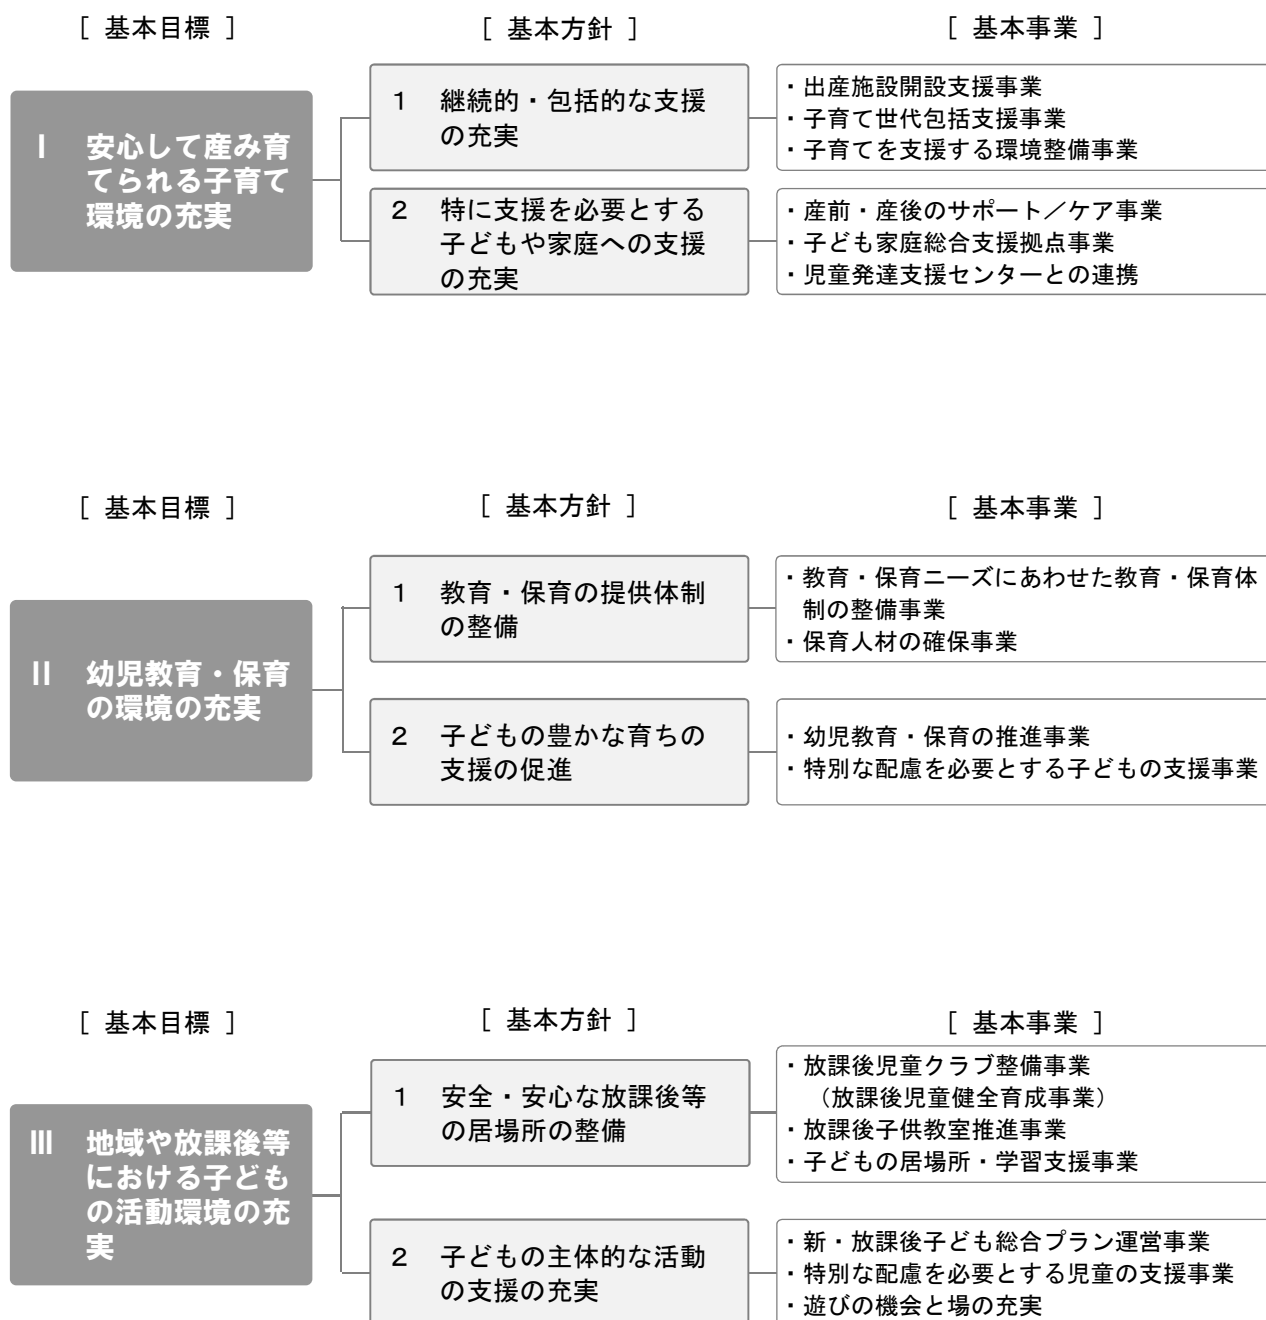 ［ 基本目標 ］
［ 基本方針 ］
［ 基本事業 ］
Ⅰ 安心して産み育
てられる子育て
環境の充実
１ 継続的・包括的な支援
の充実
・出産施設開設支援事業
・子育て世代包括支援事業
・子育てを支援する環境整備事業
２ 特に支援を必要とする
子どもや家庭への支援
の充実
・産前・産後のサポート／ケア事業
・子ども家庭総合支援拠点事業
・児童発達支援センターとの連携
［ 基本目標 ］
［ 基本方針 ］
［ 基本事業 ］
Ⅱ 幼児教育・保育
の環境の充実
１ 教育・保育の提供体制
の整備
・教育・保育ニーズにあわせた教育・保育体
制の整備事業
・保育人材の確保事業
２ 子どもの豊かな育ちの
支援の促進
・幼児教育・保育の推進事業
・特別な配慮を必要とする子どもの支援事業
［ 基本目標 ］
［ 基本方針 ］
［ 基本事業 ］
Ⅲ 地域や放課後等
における子ども
の活動環境の充
実
１ 安全・安心な放課後等
の居場所の整備
・放課後児童クラブ整備事業
（放課後児童健全育成事業）
・放課後子供教室推進事業
・子どもの居場所・学習支援事業
２ 子どもの主体的な活動
の支援の充実
・新・放課後子ども総合プラン運営事業
・特別な配慮を必要とする児童の支援事業
・遊びの機会と場の充実